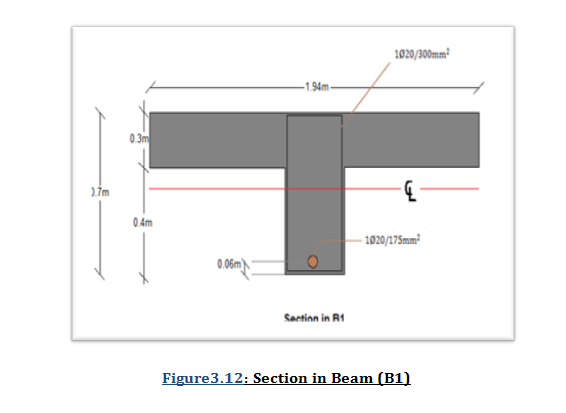 1Ø20/300mm²
1.94m
0.3m
0.7m
0.4m
1Ø20/175mm²
0.06m
Section in B1
Figure3.12: Section in Beam (B1)